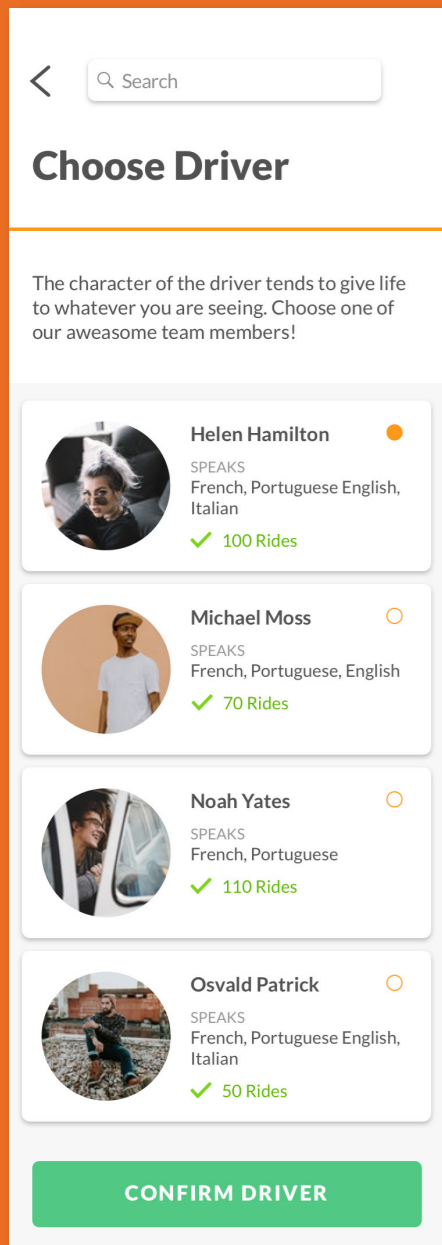 Search
Choose Driver
The character of the driver tends to give life
to whatever you are seeing. Choose one of
our aweasome team members!
Helen Hamilton
SPEAKS
French, Portuguese English,
Italian
100 Rides
Michael Moss
SPEAKS
French, Portuguese, English
70 Rides
Noah Yates
SPEAKS
French, Portuguese
110 Rides
Osvald Patrick
SPEAKS
French, Portuguese English,
Italian
50 Rides
CONFIRM DRIVER